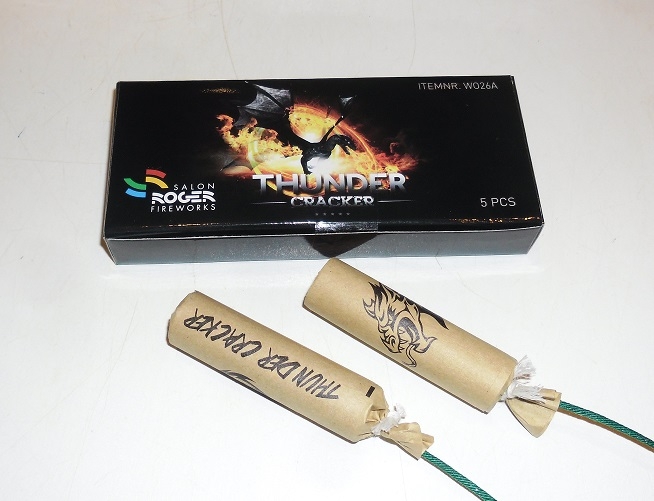 ITEMNR: W026A
THUNDER
CRACKER
SALON
ROGER
FIREWORKS
5 PCS
THUNDER CRACKER